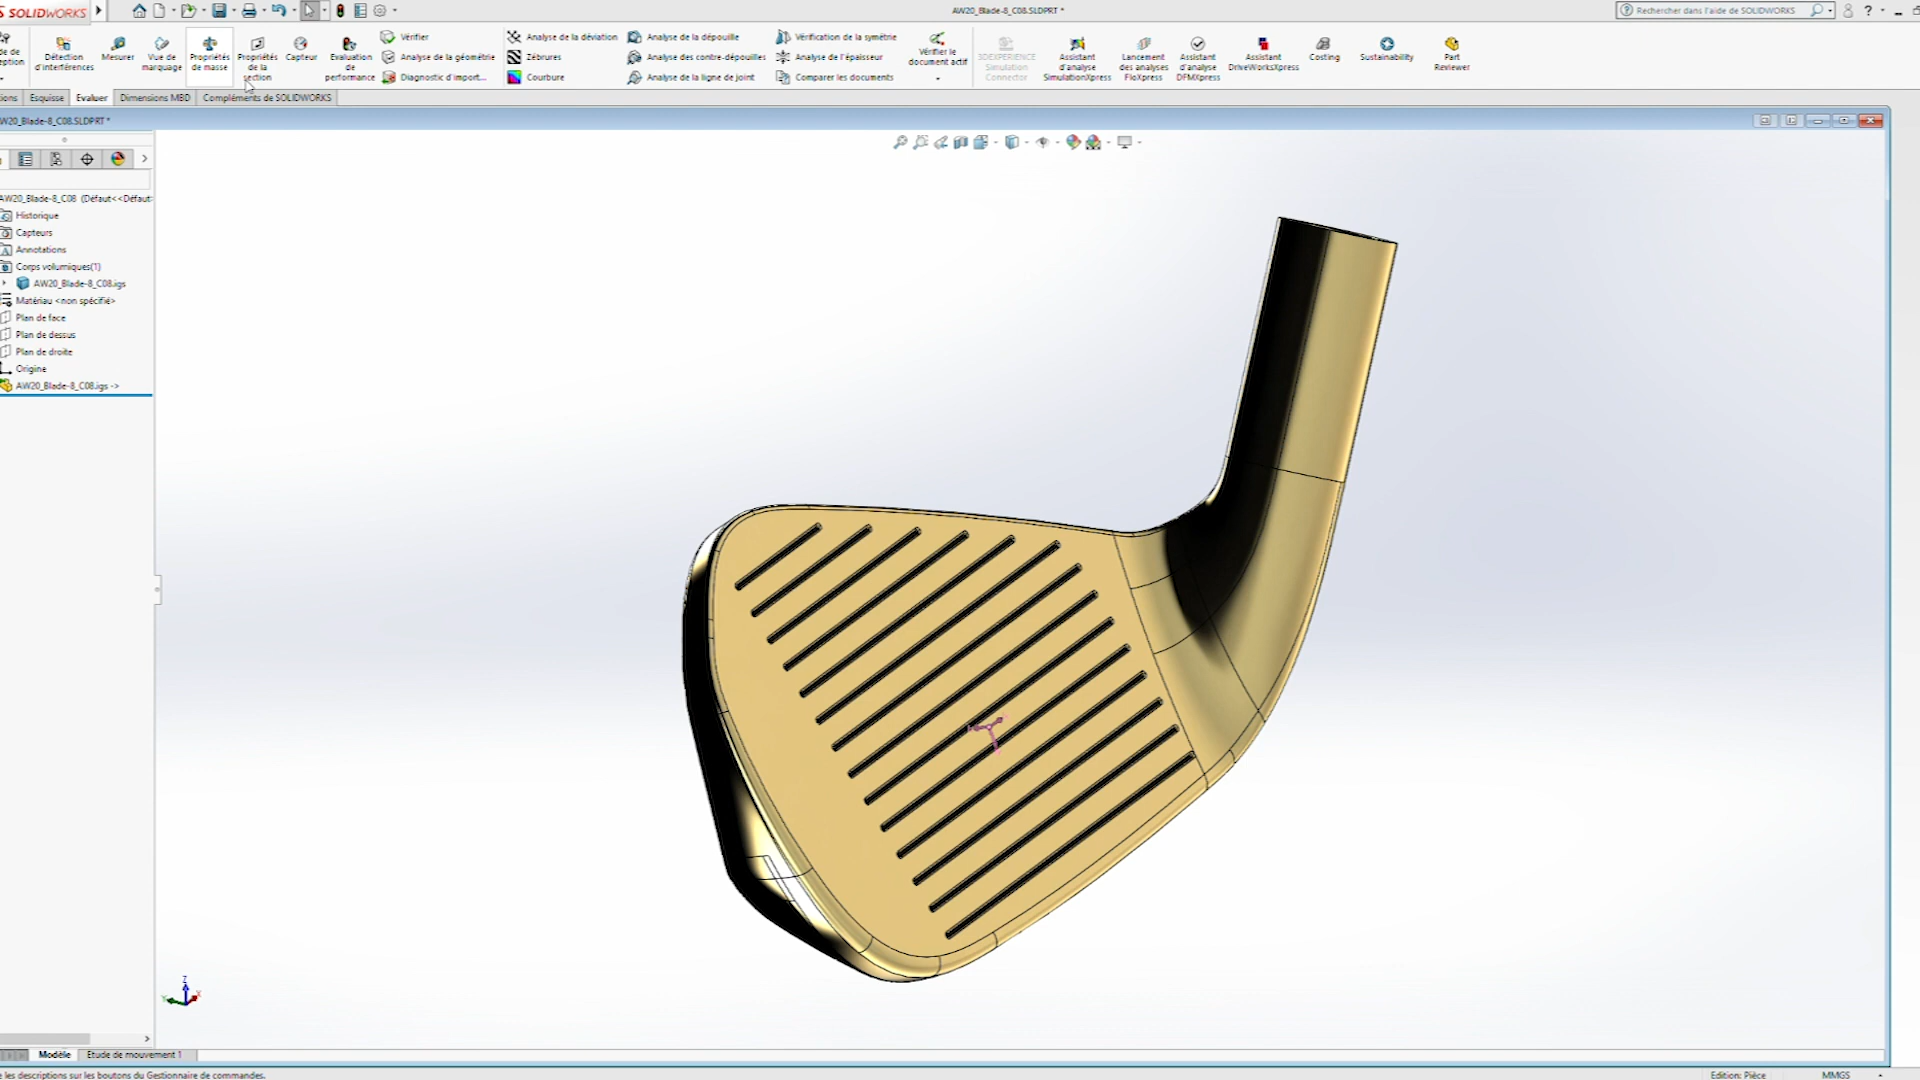 SOLIDWORKS
AW20_Blade-8_C08.SLDPRT *
Rechercher dans l'aide de SOLIDWORKS
Détection d'interférences
Mesurer
Vue de marquage
Propriétés de masse
Propriétés de la section
Capteur
Evaluation de performance
Vérifier
Analyse de la géométrie
Diagnostic d'import...
Analyse de la déviation
Zébrures
Courbure
Analyse de la dépouille
Analyse des contre-dépouilles
Analyse de la ligne de joint
Vérification de la symétrie
Analyse de l'épaisseur
Comparer les documents
Vérifier le document actif
3DEXPERIENCE Simulation Connector
Assistant d'analyse SimulationXpress
Lancement des analyses FloXpress
Assistant d'analyse DFMXpress
Assistant DriveWorksXpress
Costing
Sustainability
Part Reviewer
ions
Esquisse
Evaluer
Dimensions MBD
Compléments de SOLIDWORKS
W20_Blade-8_C08.SLDPRT *
AW20_Blade-8_C08 (Défaut<<Défaut
Historique
Capteurs
Annotations
Corps volumiques(1)
AW20_Blade-8_C08.igs
Matériau <non spécifié>
Plan de face
Plan de dessus
Plan de droite
Origine
AW20_Blade-8_C08.igs ->
Z
Y
X
Modèle
Etude de mouvement 1
les descriptions sur les boutons du Gestionnaire de commandes.
Edition: Pièce
MMGS